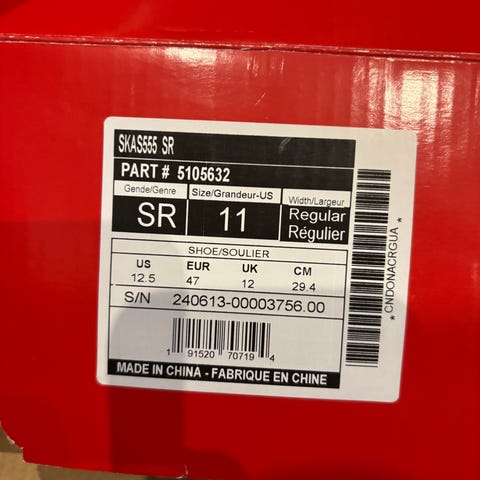 SKAS555 SR
PART # 5105632
Gende/Genre Size/Grandeur-US Width/Largeur
SR 11 Regular
Régulier
SHOE/SOULIER
US EUR UK CM
12.5 47 12 29.4
S/N 240613-00003756.00
1 91520 70719 4
MADE IN CHINA - FABRIQUE EN CHINE
*CNDONACRGUA*